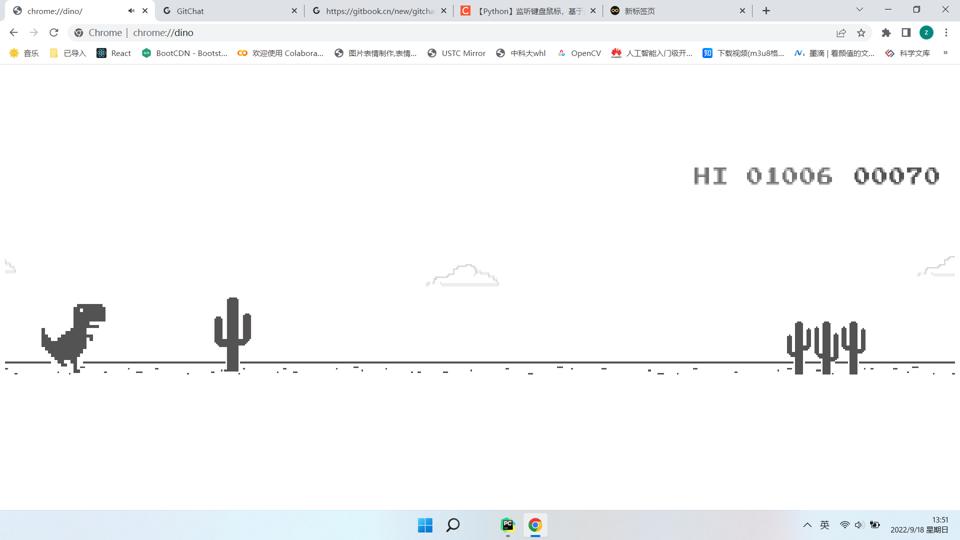 chrome://dino/
GitChat
https://gitbook.cn/new/gitcha
【Python】监听键盘鼠标，基于
新标签页
Chrome | chrome://dino
音乐
已导入
React
BootCDN - Bootst...
欢迎使用 Colabora...
图片表情制作,表情...
USTC Mirror
中科大whl
OpenCV
人工智能入门极开...
下载视频(m3u8格...
墨滴 | 看颜值的文...
科学文库
»
HI 01006 00070
英
13:51
2022/9/18 星期日